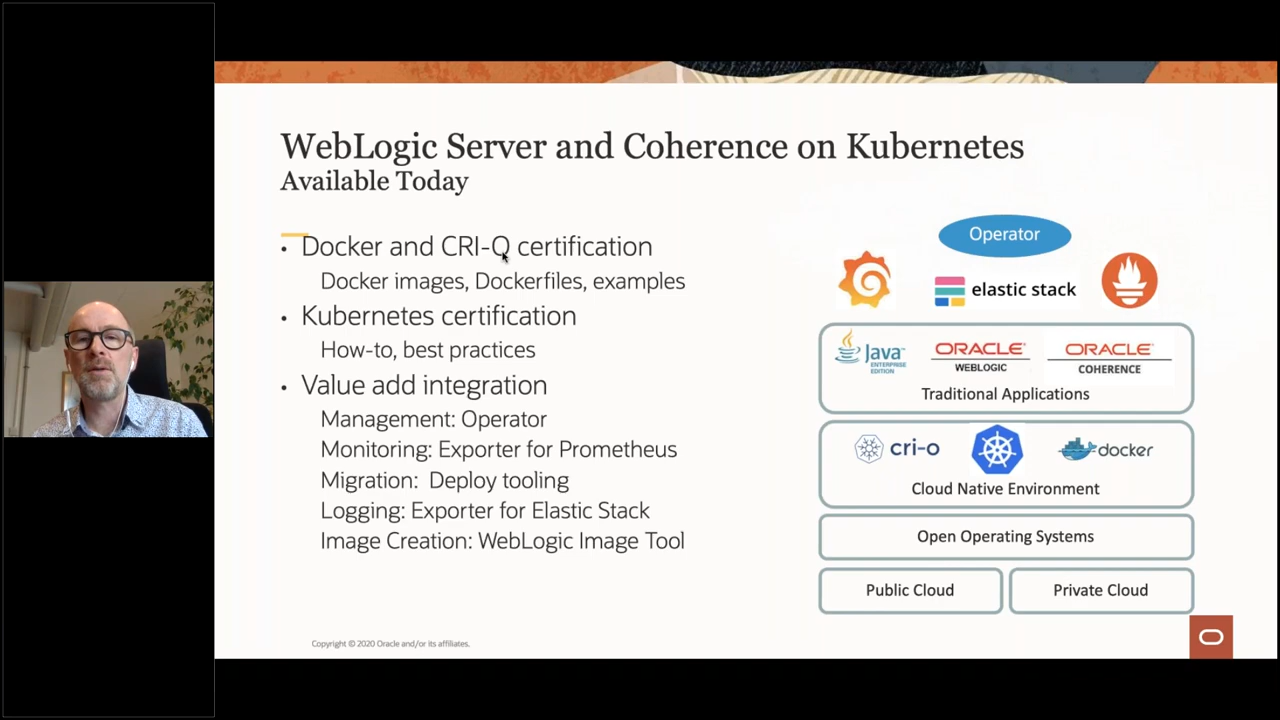 WebLogic Server and Coherence on Kubernetes
Available Today
• Docker and CRI-O certification
Docker images, Dockerfiles, examples
• Kubernetes certification
How-to, best practices
• Value add integration
Management: Operator
Monitoring: Exporter for Prometheus
Migration: Deploy tooling
Logging: Exporter for Elastic Stack
Image Creation: WebLogic Image Tool
Operator
elastic stack
Java
ENTERPRISE
EDITION
ORACLE
WEBLOGIC
ORACLE
COHERENCE
Traditional Applications
cri-o
docker
Cloud Native Environment
Open Operating Systems
Public Cloud
Private Cloud
Copyright © 2020 Oracle and/or its affiliates.